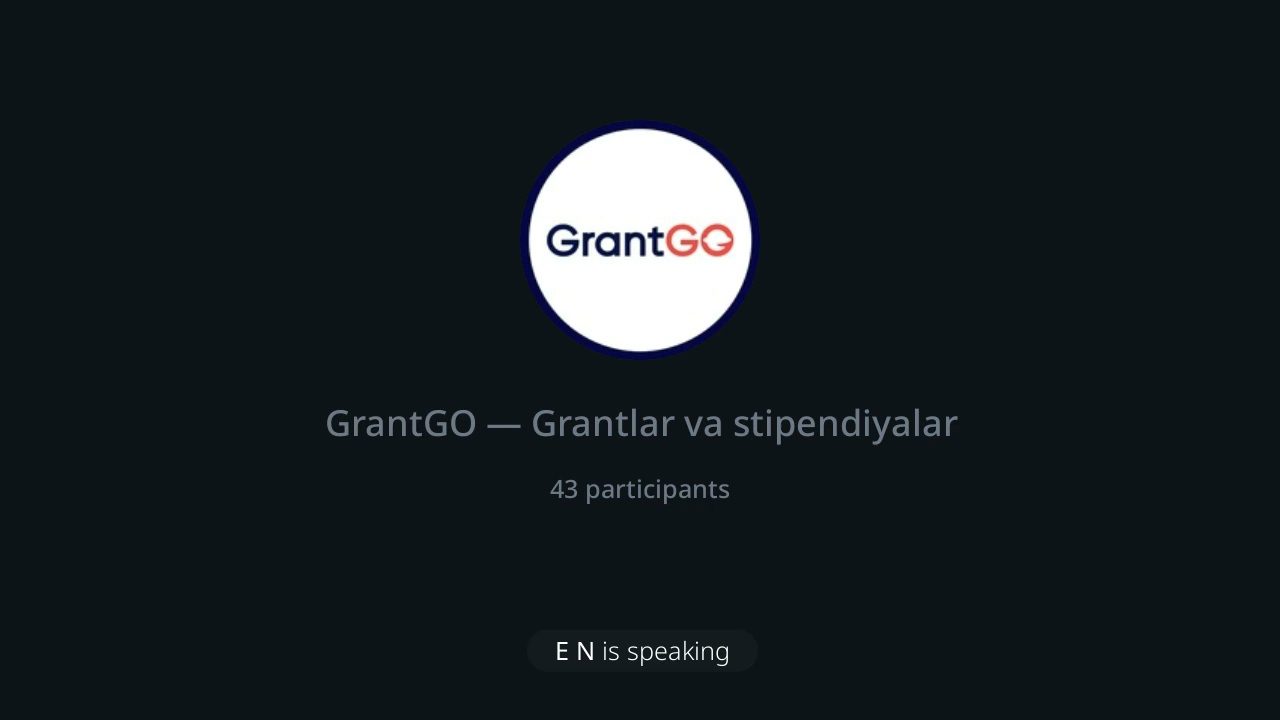 GrantGO
GrantGO — Grantlar va stipendiyalar
43 participants
E N is speaking